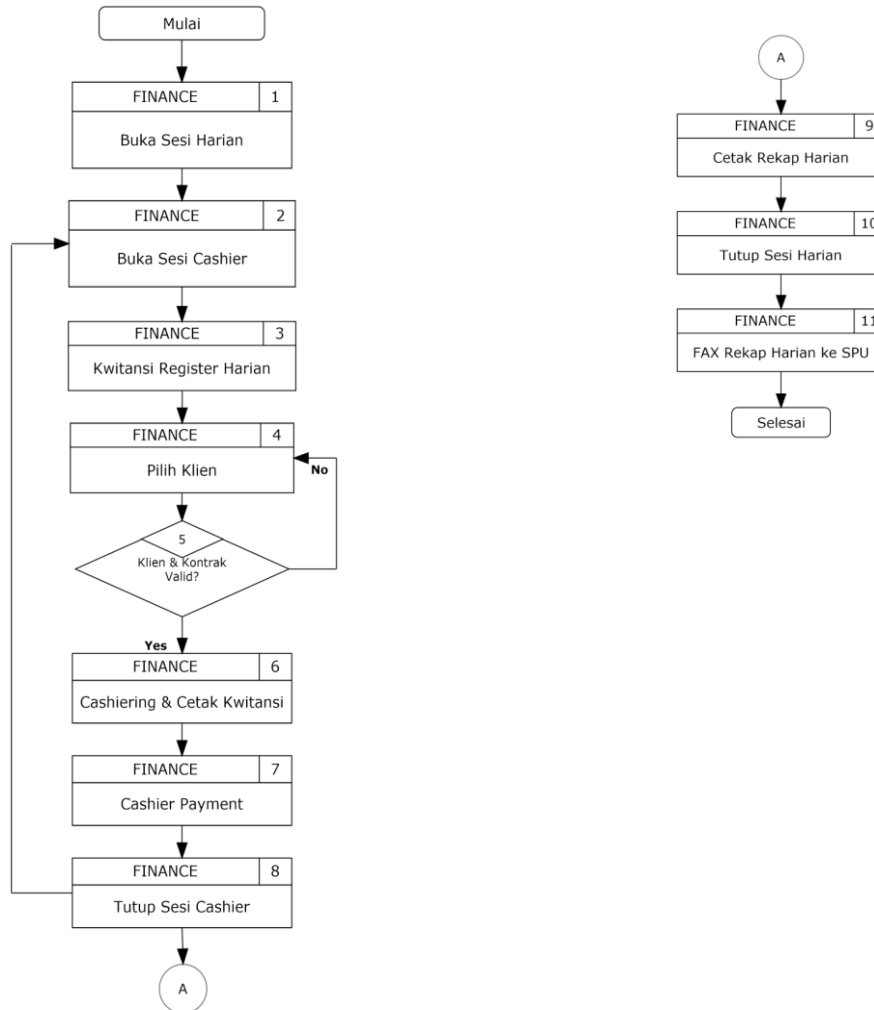 Mulai
FINANCE 1
Buka Sesi Harian
FINANCE 2
Buka Sesi Cashier
FINANCE 3
Kwitansi Register Harian
FINANCE 4
Pilih Klien
No
5
Klien & Kontrak
Valid?
Yes
FINANCE 6
Cashiering & Cetak Kwitansi
FINANCE 7
Cashier Payment
FINANCE 8
Tutup Sesi Cashier
A
A
FINANCE 9
Cetak Rekap Harian
FINANCE 10
Tutup Sesi Harian
FINANCE 11
FAX Rekap Harian ke SPU
Selesai